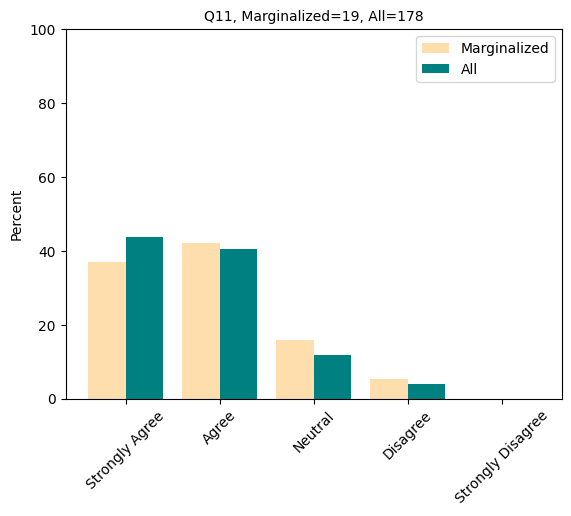 Q11, Marginalized=19, All=178
Marginalized
All
Percent
100
80
60
40
20
0
Strongly Agree
Agree
Neutral
Disagree
Strongly Disagree